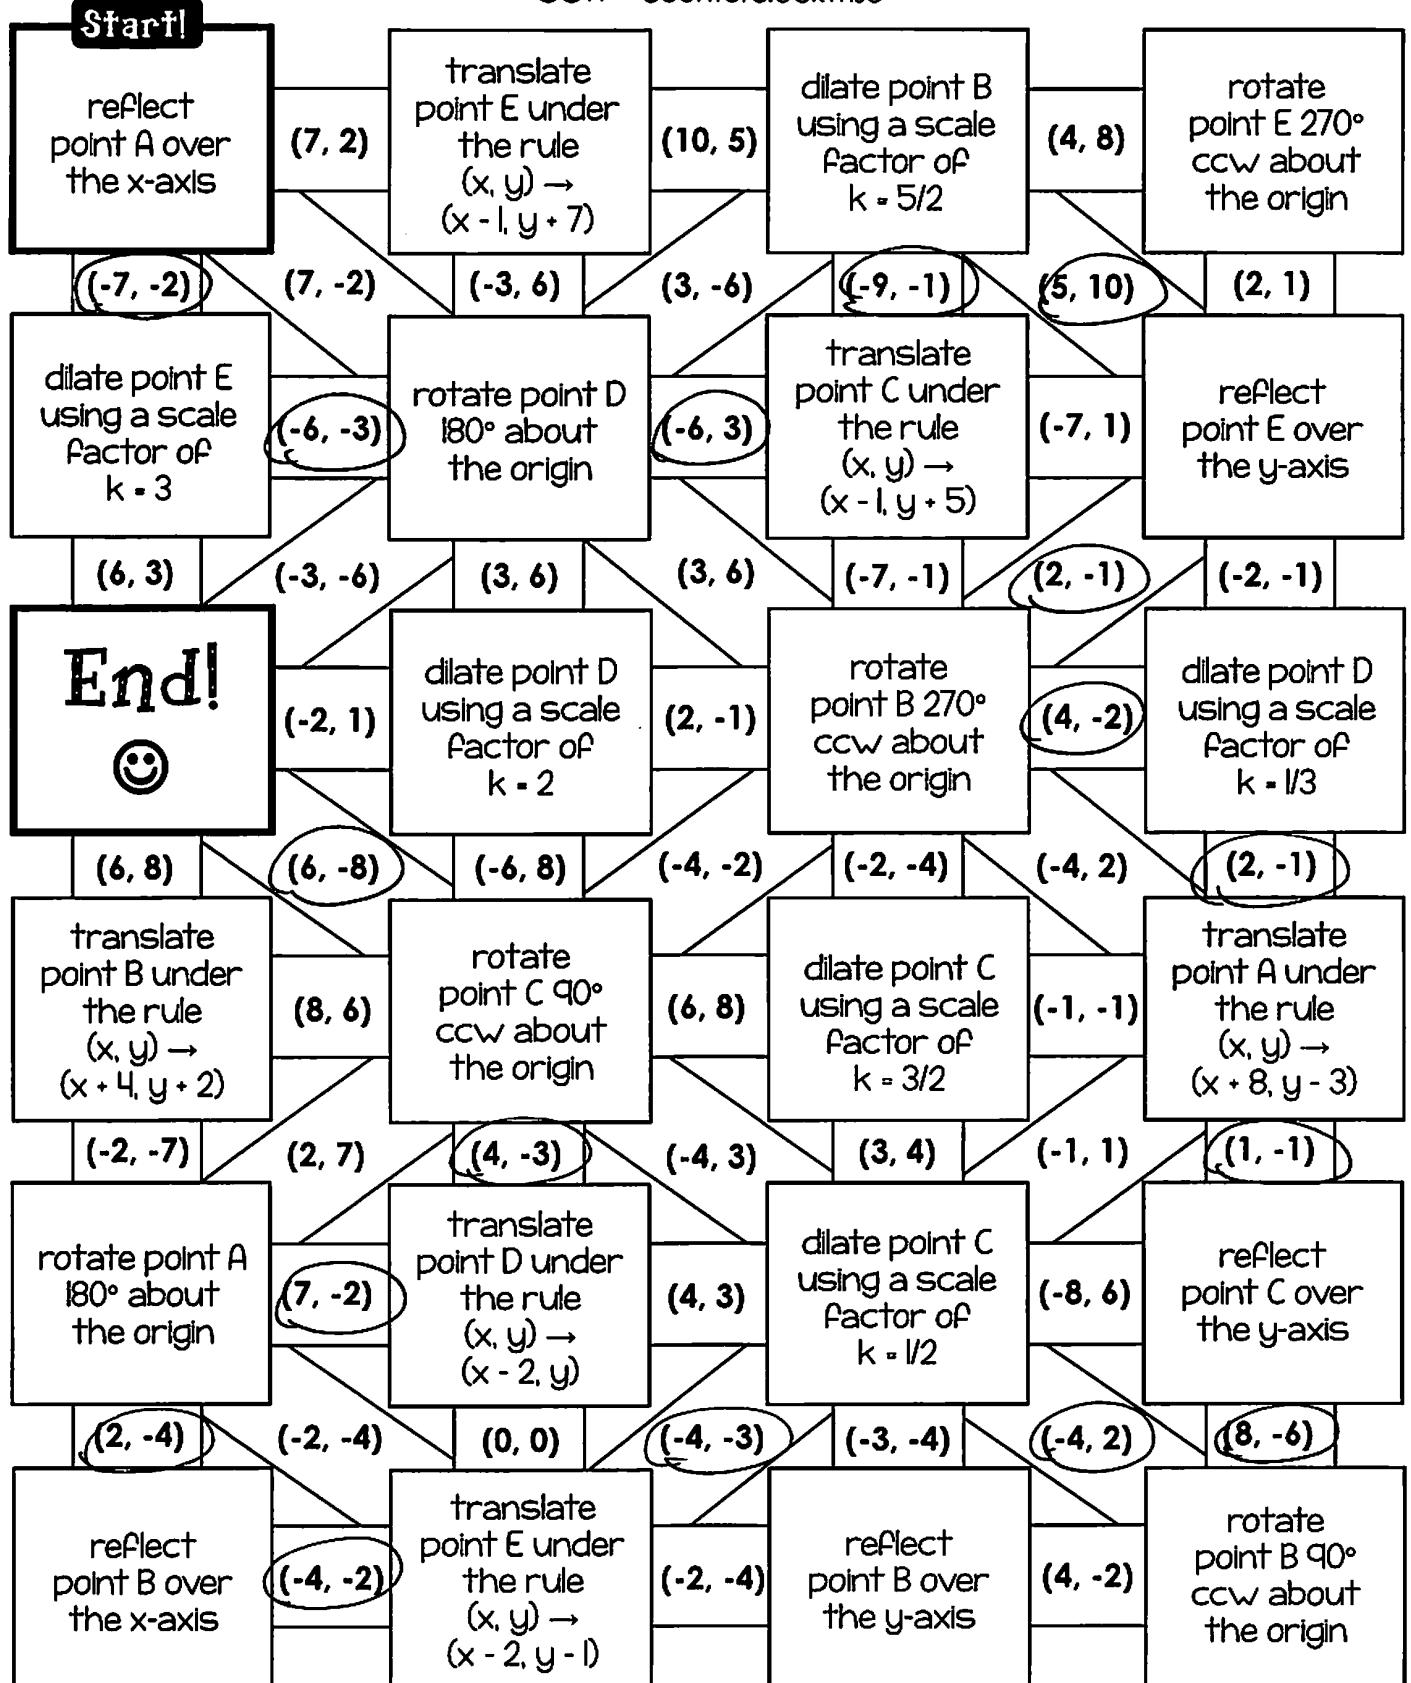 Start!
reflect
point A over
the x-axis
(7, 2)
translate
point E under
the rule
(x, y) →
(x - 1, y + 7)
(10, 5)
dilate point B
using a scale
factor of
k = 5/2
(4, 8)
rotate
point E 270°
ccw about
the origin
(-7, -2)
(7, -2)
(-3, 6)
(3, -6)
(-9, -1)
(5, 10)
(2, 1)
dilate point E
using a scale
factor of
k = 3
(-6, -3)
rotate point D
180° about
the origin
(-6, 3)
translate
point C under
the rule
(x, y) →
(x - 1, y + 5)
(-7, 1)
reflect
point E over
the y-axis
(6, 3)
(-3, -6)
(3, 6)
(3, 6)
(-7, -1)
(2, -1)
(-2, -1)
End!
(-2, 1)
dilate point D
using a scale
factor of
k = 2
(2, -1)
rotate
point B 270°
ccw about
the origin
(4, -2)
dilate point D
using a scale
factor of
k = 1/3
(6, 8)
(6, -8)
(-6, 8)
(-4, -2)
(-2, -4)
(-4, 2)
(2, -1)
translate
point B under
the rule
(x, y) →
(x + 4, y + 2)
(8, 6)
rotate
point C 90°
ccw about
the origin
(6, 8)
dilate point C
using a scale
factor of
k = 3/2
(-1, -1)
translate
point A under
the rule
(x, y) →
(x + 8, y - 3)
(-2, -7)
(2, 7)
(4, -3)
(-4, 3)
(3, 4)
(-1, 1)
(1, -1)
rotate point A
180° about
the origin
(7, -2)
translate
point D under
the rule
(x, y) →
(x - 2, y)
(4, 3)
dilate point C
using a scale
factor of
k = 1/2
(-8, 6)
reflect
point C over
the y-axis
(2, -4)
(-2, -4)
(0, 0)
(-4, -3)
(-3, -4)
(-4, 2)
(8, -6)
reflect
point B over
the x-axis
(-4, -2)
translate
point E under
the rule
(x, y) →
(x - 2, y - 1)
(-2, -4)
reflect
point B over
the y-axis
(4, -2)
rotate
point B 90°
ccw about
the origin